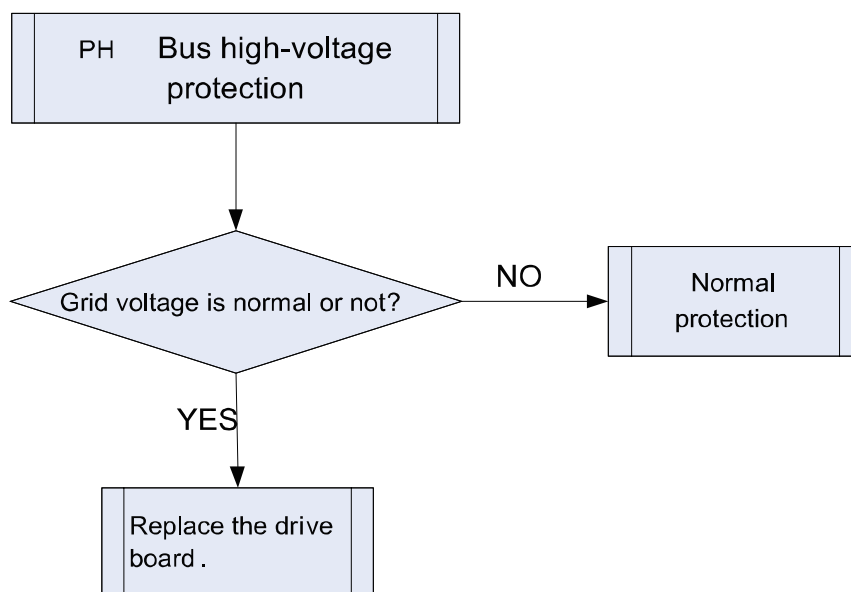 PH Bus high-voltage
protection
Grid voltage is normal or not?
NO
Normal
protection
YES
Replace the drive
board.